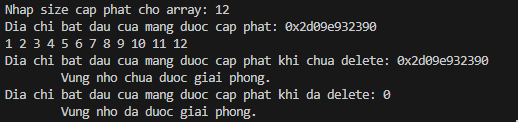 Nhap size cap phat cho array: 12
Dia chi bat dau cua mang duoc cap phat: 0x2d09e932390
1 2 3 4 5 6 7 8 9 10 11 12
Dia chi bat dau cua mang duoc cap phat khi chua delete: 0x2d09e932390
        Vung nho chua duoc giai phong.
Dia chi bat dau cua mang duoc cap phat khi da delete: 0
        Vung nho da duoc giai phong.